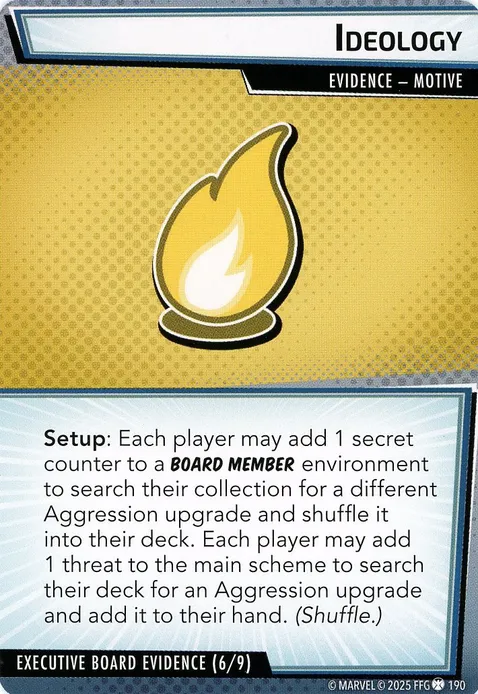 IDEOLOGY
EVIDENCE – MOTIVE
Setup: Each player may add 1 secret
counter to a BOARD MEMBER environment
to search their collection for a different
Aggression upgrade and shuffle it
into their deck. Each player may add
1 threat to the main scheme to search
their deck for an Aggression upgrade
and add it to their hand. (Shuffle.)
EXECUTIVE BOARD EVIDENCE (6/9)
© MARVEL © 2025 FFG 190